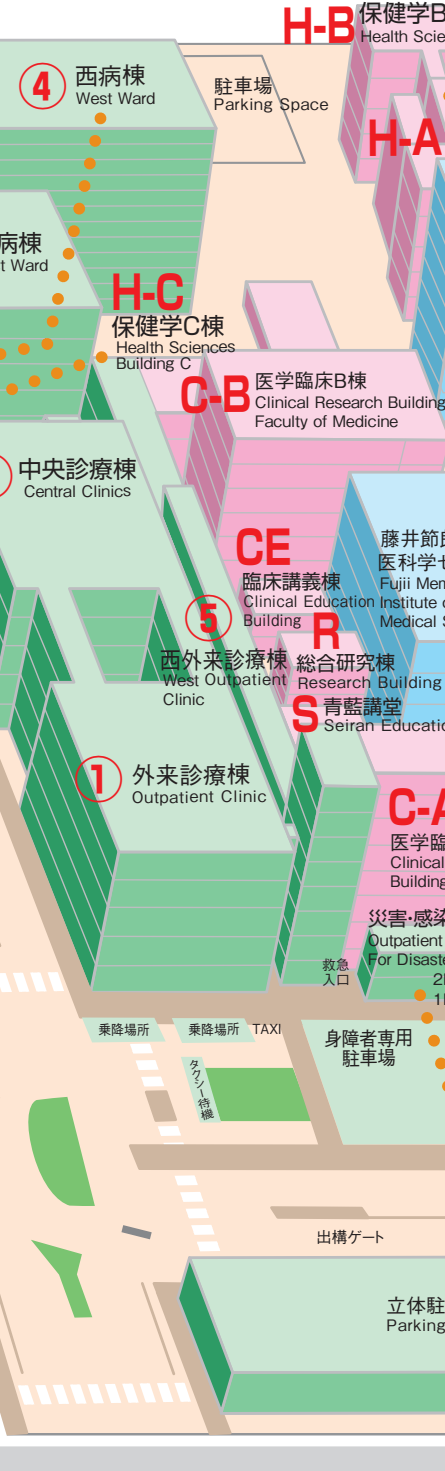 H-B
保健学B
Health Scie
④
西病棟
West Ward
駐車場
Parking Space
H-A
病棟
t Ward
H-C
保健学C棟
Health Sciences
Building C
C-B
医学臨床B棟
Clinical Research Building
Faculty of Medicine
中央診療棟
Central Clinics
CE
臨床講義棟
Clinical Education
Building
藤井節郎
医科学セ
Fujii Mem
Institute o
Medical S
⑤
西外来診療棟
West Outpatient
Clinic
R
総合研究棟
Research Building
S
青藍講堂
Seiran Educatio
①
外来診療棟
Outpatient Clinic
C-A
医学臨
Clinical
Building
災害・感染
Outpatient
For Disaste
救急
入口
乗降場所
乗降場所
TAXI
タクシー待機
身障者専用
駐車場
出構ゲート
立体駐
Parking